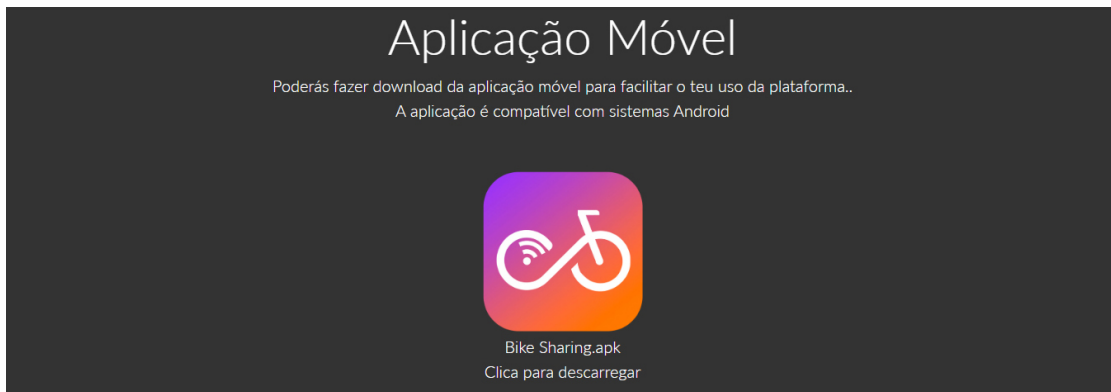 Aplicação Móvel
Poderás fazer download da aplicação móvel para facilitar o teu uso da plataforma..
A aplicação é compatível com sistemas Android
Bike Sharing.apk
Clica para descarregar